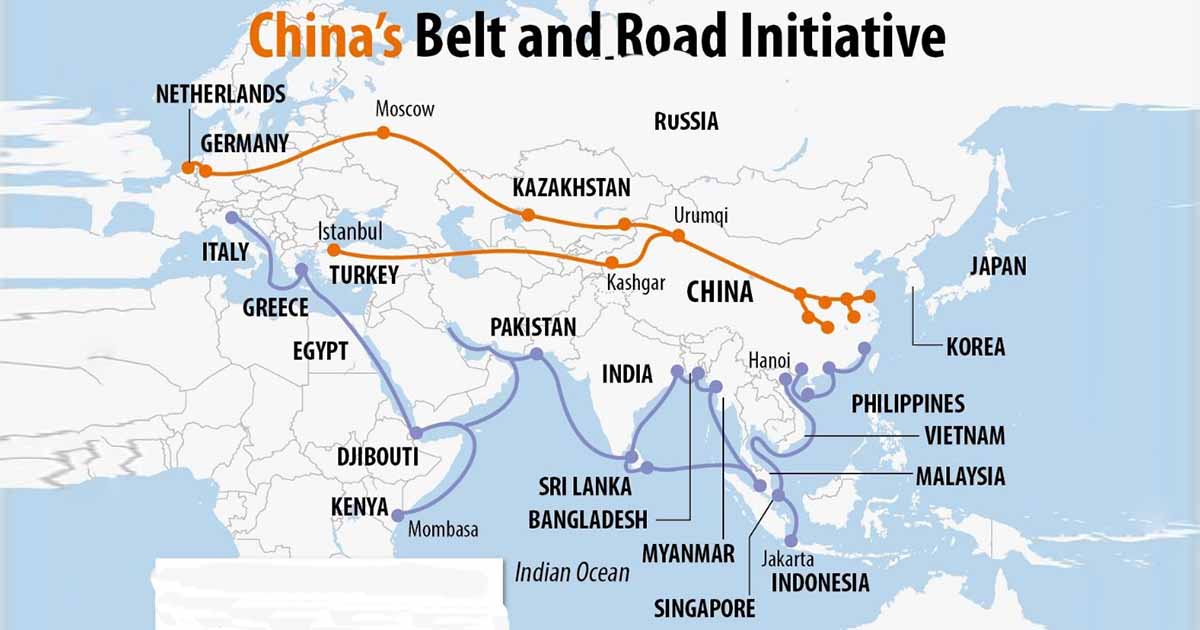 China's Belt and Road Initiative
NETHERLANDS
Moscow
RUSSIA
GERMANY
KAZAKHSTAN
Urumqi
Istanbul
ITALY
TURKEY
Kashgar
CHINA
JAPAN
GREECE
PAKISTAN
EGYPT
KOREA
INDIA
Hanoi
PHILIPPINES
VIETNAM
DJIBOUTI
MALAYSIA
SRI LANKA
KENYA
BANGLADESH
Mombasa
MYANMAR
Jakarta
Indian Ocean
INDONESIA
SINGAPORE